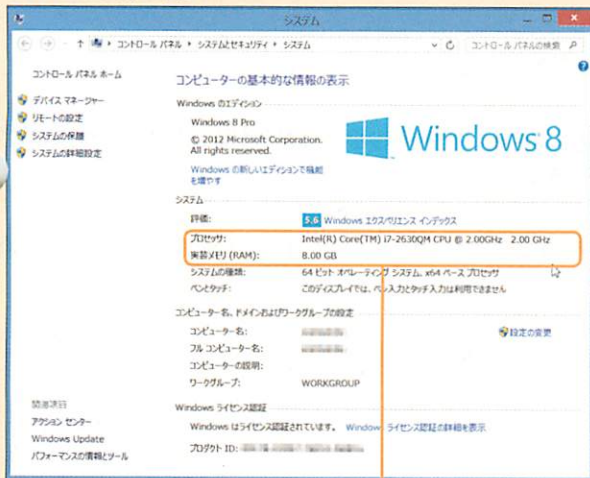 システム
コントロール パネル ▸ システムとセキュリティ ▸ システム
コントロール パネルの検索
コントロール パネル ホーム
デバイス マネージャー
リモートの設定
システムの保護
システムの詳細設定
コンピューターの基本的な情報の表示
Windows のエディション
Windows 8 Pro
© 2012 Microsoft Corporation.
All rights reserved.
Windows の新しいエディションで機能
を増やす
Windows 8
システム
評価: 5.6 Windows エクスペリエンス インデックス
プロセッサ: Intel(R) Core(TM) i7-2630QM CPU @ 2.00GHz 2.00 GHz
実装メモリ (RAM): 8.00 GB
システムの種類: 64 ビット オペレーティング システム、x64 ベース プロセッサ
ペンとタッチ: このディスプレイでは、ペン入力とタッチ入力は利用できません
コンピューター名、ドメインおよびワークグループの設定
コンピューター名:
設定の変更
フル コンピューター名:
コンピューターの説明:
ワークグループ: WORKGROUP
Windows ライセンス認証
Windows はライセンス認証されています。 Windows ライセンス認証の詳細を表示
プロダクト ID:
関連項目
アクション センター
Windows Update
パフォーマンスの情報とツール